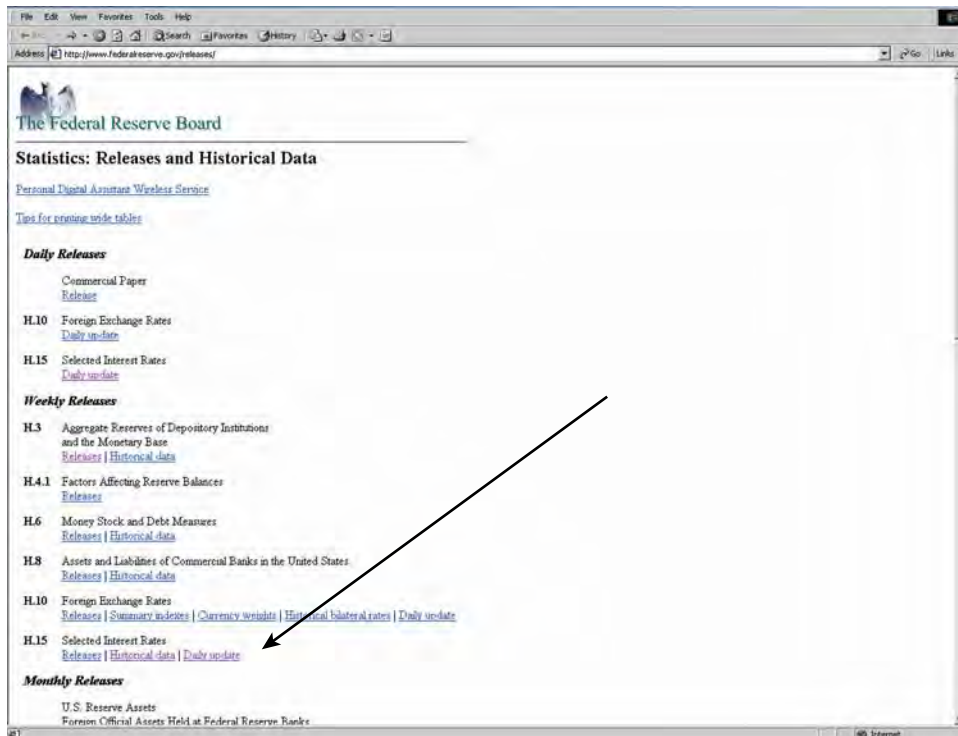 File Edit View Favorites Tools Help
Search Favorites History
Address http://www.federalreserve.gov/releases/ Go Links
The Federal Reserve Board
Statistics: Releases and Historical Data
Personal Digital Assistant Wireless Service
Tips for printing wide tables
Daily Releases
Commercial Paper
Release
H.10 Foreign Exchange Rates
Daily update
H.15 Selected Interest Rates
Daily update
Weekly Releases
H.3 Aggregate Reserves of Depository Institutions
and the Monetary Base
Releases | Historical data
H.4.1 Factors Affecting Reserve Balances
Releases
H.6 Money Stock and Debt Measures
Releases | Historical data
H.8 Assets and Liabilities of Commercial Banks in the United States
Releases | Historical data
H.10 Foreign Exchange Rates
Releases | Summary indexes | Currency weights | Historical bilateral rates | Daily update
H.15 Selected Interest Rates
Releases | Historical data | Daily update
Monthly Releases
U.S. Reserve Assets
Foreign Official Assets Held at Federal Reserve Banks
Internet